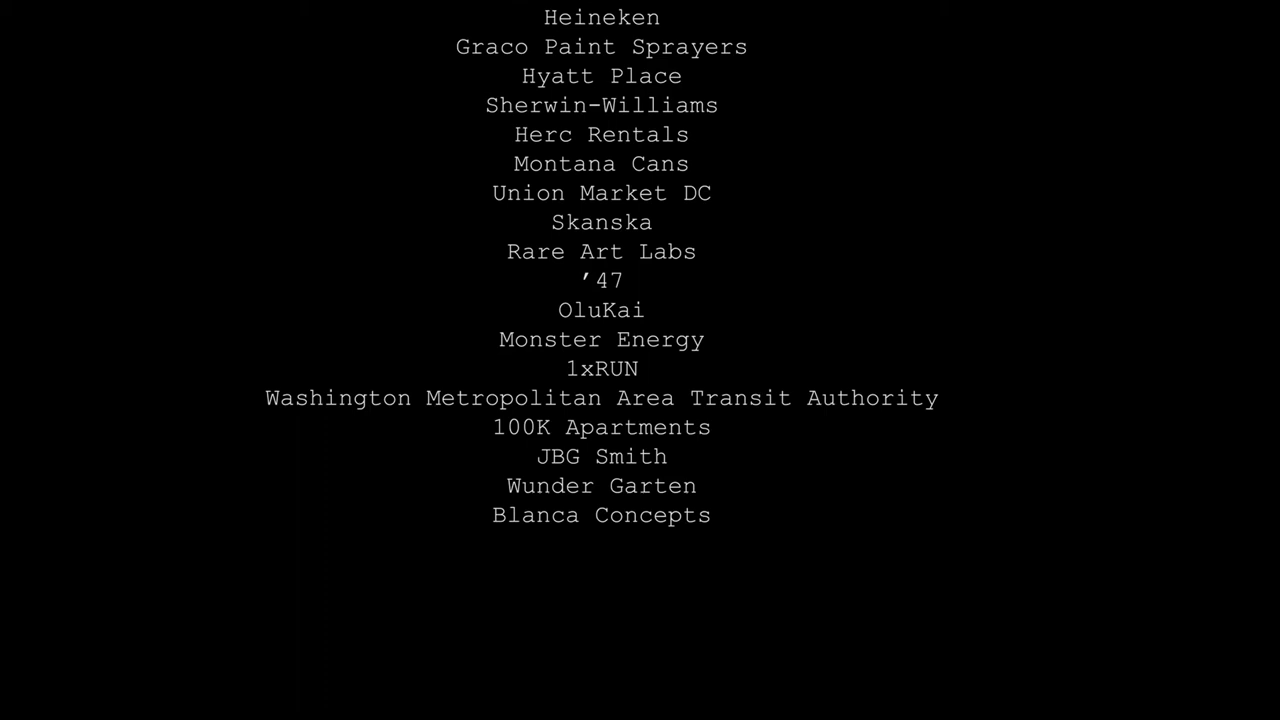 Heineken
Graco Paint Sprayers
Hyatt Place
Sherwin-Williams
Herc Rentals
Montana Cans
Union Market DC
Skanska
Rare Art Labs
’47
OluKai
Monster Energy
1xRUN
Washington Metropolitan Area Transit Authority
100K Apartments
JBG Smith
Wunder Garten
Blanca Concepts